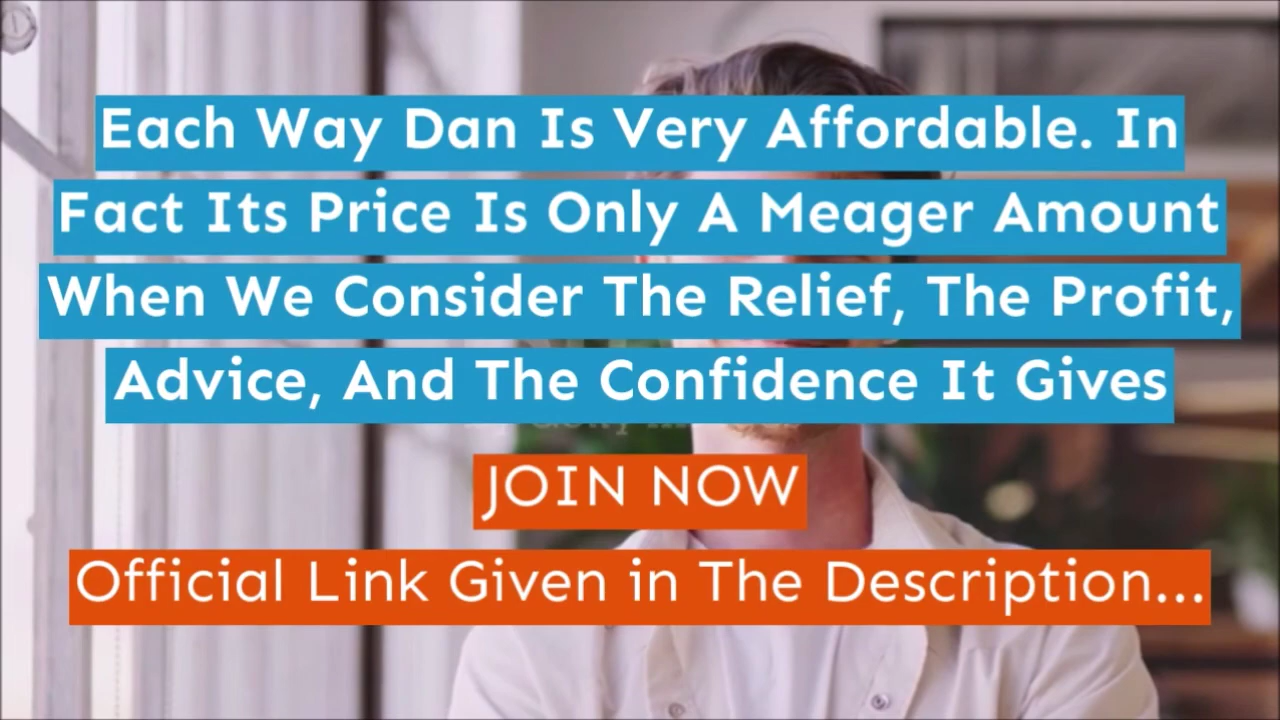 Each Way Dan Is Very Affordable. In
Fact Its Price Is Only A Meager Amount
When We Consider The Relief, The Profit,
Advice, And The Confidence It Gives
JOIN NOW
Official Link Given in The Description...